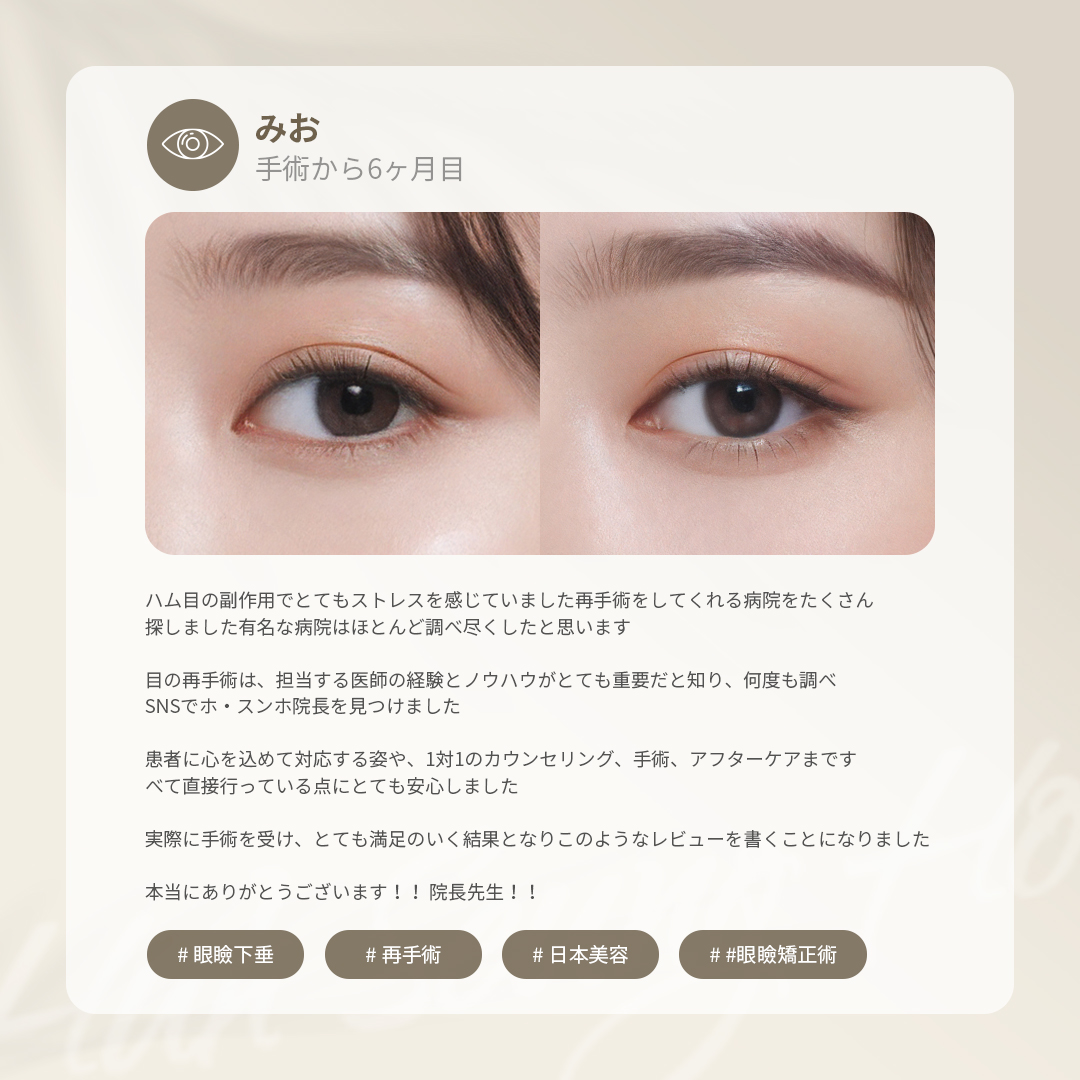 みお
手術から6ヶ月目
ハム目の副作用でとてもストレスを感じていました再手術をしてくれる病院をたくさん
探しました有名な病院はほとんど調べ尽くしたと思います
目の再手術は、担当する医師の経験とノウハウがとても重要だと知り、何度も調べ
SNSでホ・スンホ院長を見つけました
患者に心を込めて対応する姿や、1対1のカウンセリング、手術、アフターケアまです
べて直接行っている点にとても安心しました
実際に手術を受け、とても満足のいく結果となりこのようなレビューを書くことになりました
本当にありがとうございます！！ 院長先生！！
# 眼瞼下垂
# 再手術
# 日本美容
# #眼瞼矯正術